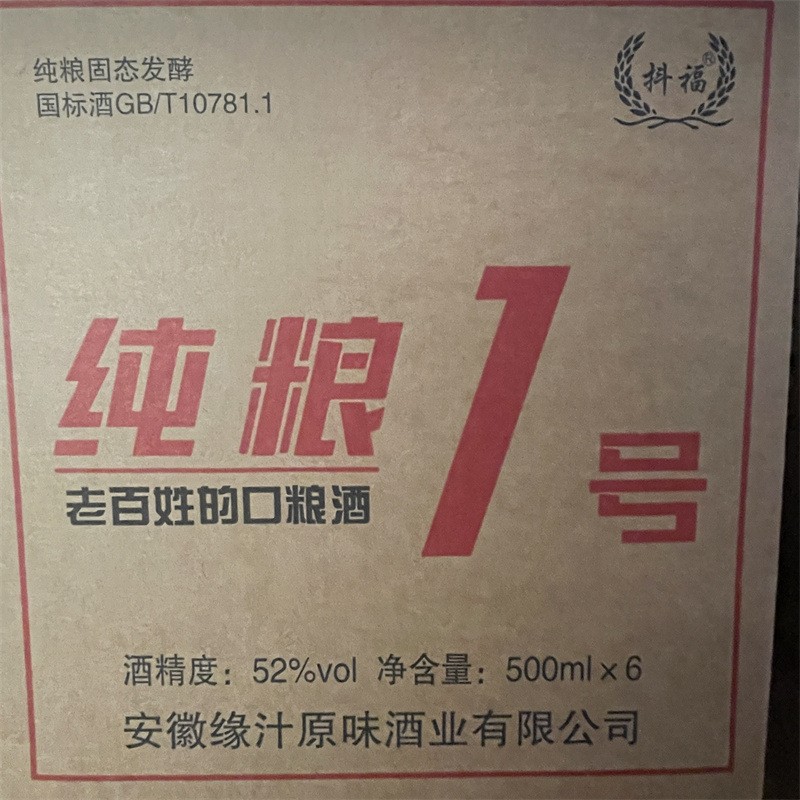 纯粮固态发酵
国标酒GB/T10781.1
抖福®
纯粮1号
老百姓的口粮酒
酒精度：52%vol 净含量：500ml×6
安徽缘汁原味酒业有限公司